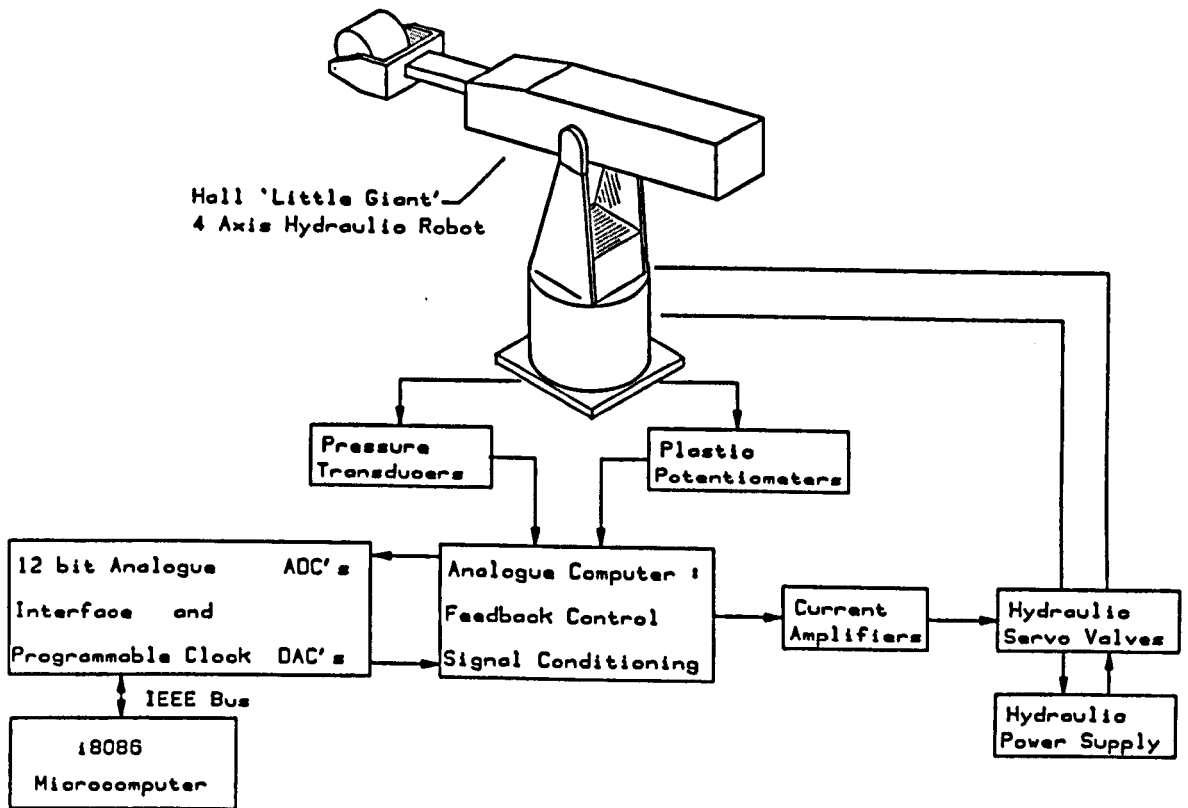 Hall 'Little Giant'
4 Axis Hydraulic Robot
Pressure
Transducers
Plastic
Potentiometers
12 bit Analogue ADC's
Interface and
Programmable Clock DAC's
Analogue Computer :
Feedback Control
Signal Conditioning
Current
Amplifiers
Hydraulic
Servo Valves
IEEE Bus
i8086
Microcomputer
Hydraulic
Power Supply